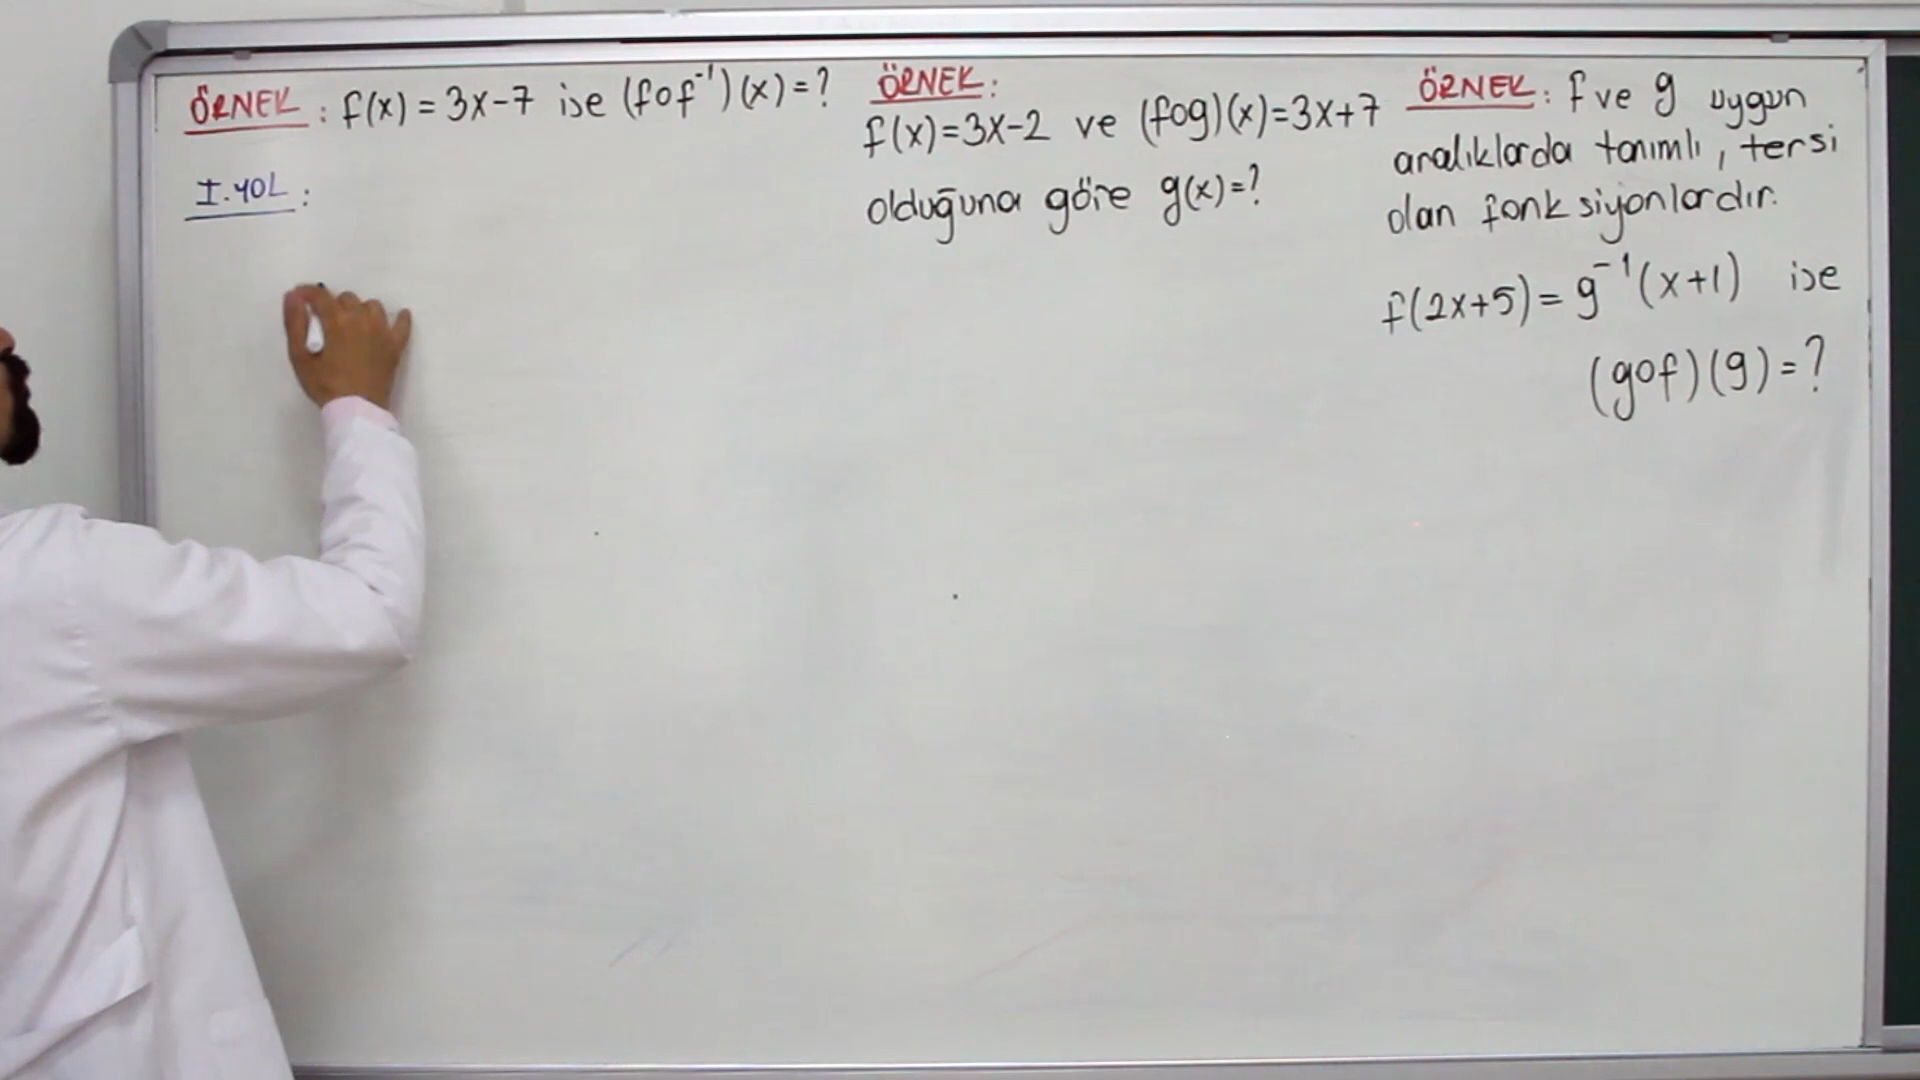 ÖRNEK: f(x) = 3x-7 ise (fof⁻¹)(x)=?
I.YOL:
ÖRNEK:
f(x)=3x-2 ve (fog)(x)=3x+7
olduğuna göre g(x)=?
ÖRNEK: f ve g uygun
aralıklarda tanımlı, tersi
olan fonksiyonlardır.
f(2x+5)=g⁻¹(x+1) ise
(gof)(9)=?